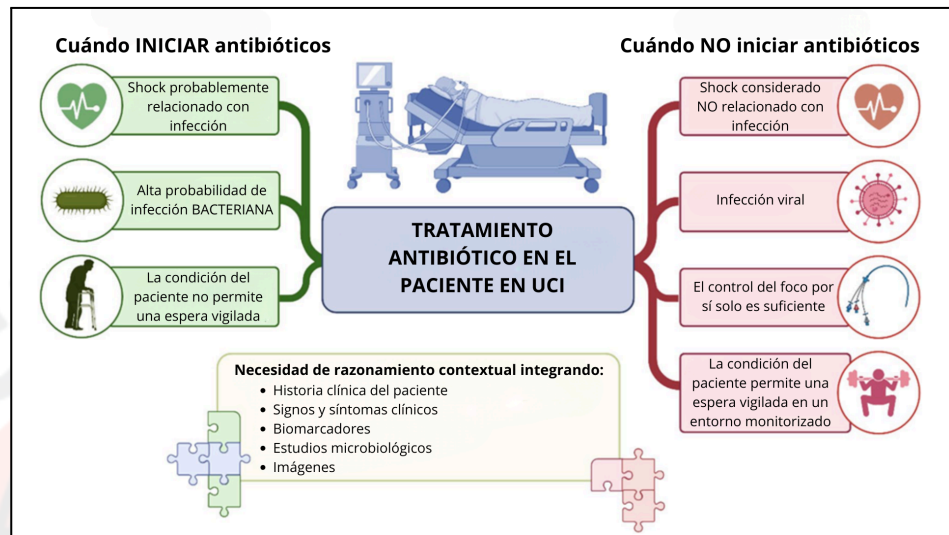 Cuándo INICIAR antibióticos
Shock probablemente
relacionado con
infección
Alta probabilidad de
infección BACTERIANA
La condición del
paciente no permite
una espera vigilada
TRATAMIENTO
ANTIBIÓTICO EN EL
PACIENTE EN UCI
Cuándo NO iniciar antibióticos
Shock considerado
NO relacionado con
infección
Infección viral
El control del foco por
sí solo es suficiente
La condición del
paciente permite una
espera vigilada en un
entorno monitorizado
Necesidad de razonamiento contextual integrando:
• Historia clínica del paciente
• Signos y síntomas clínicos
• Biomarcadores
• Estudios microbiológicos
• Imágenes